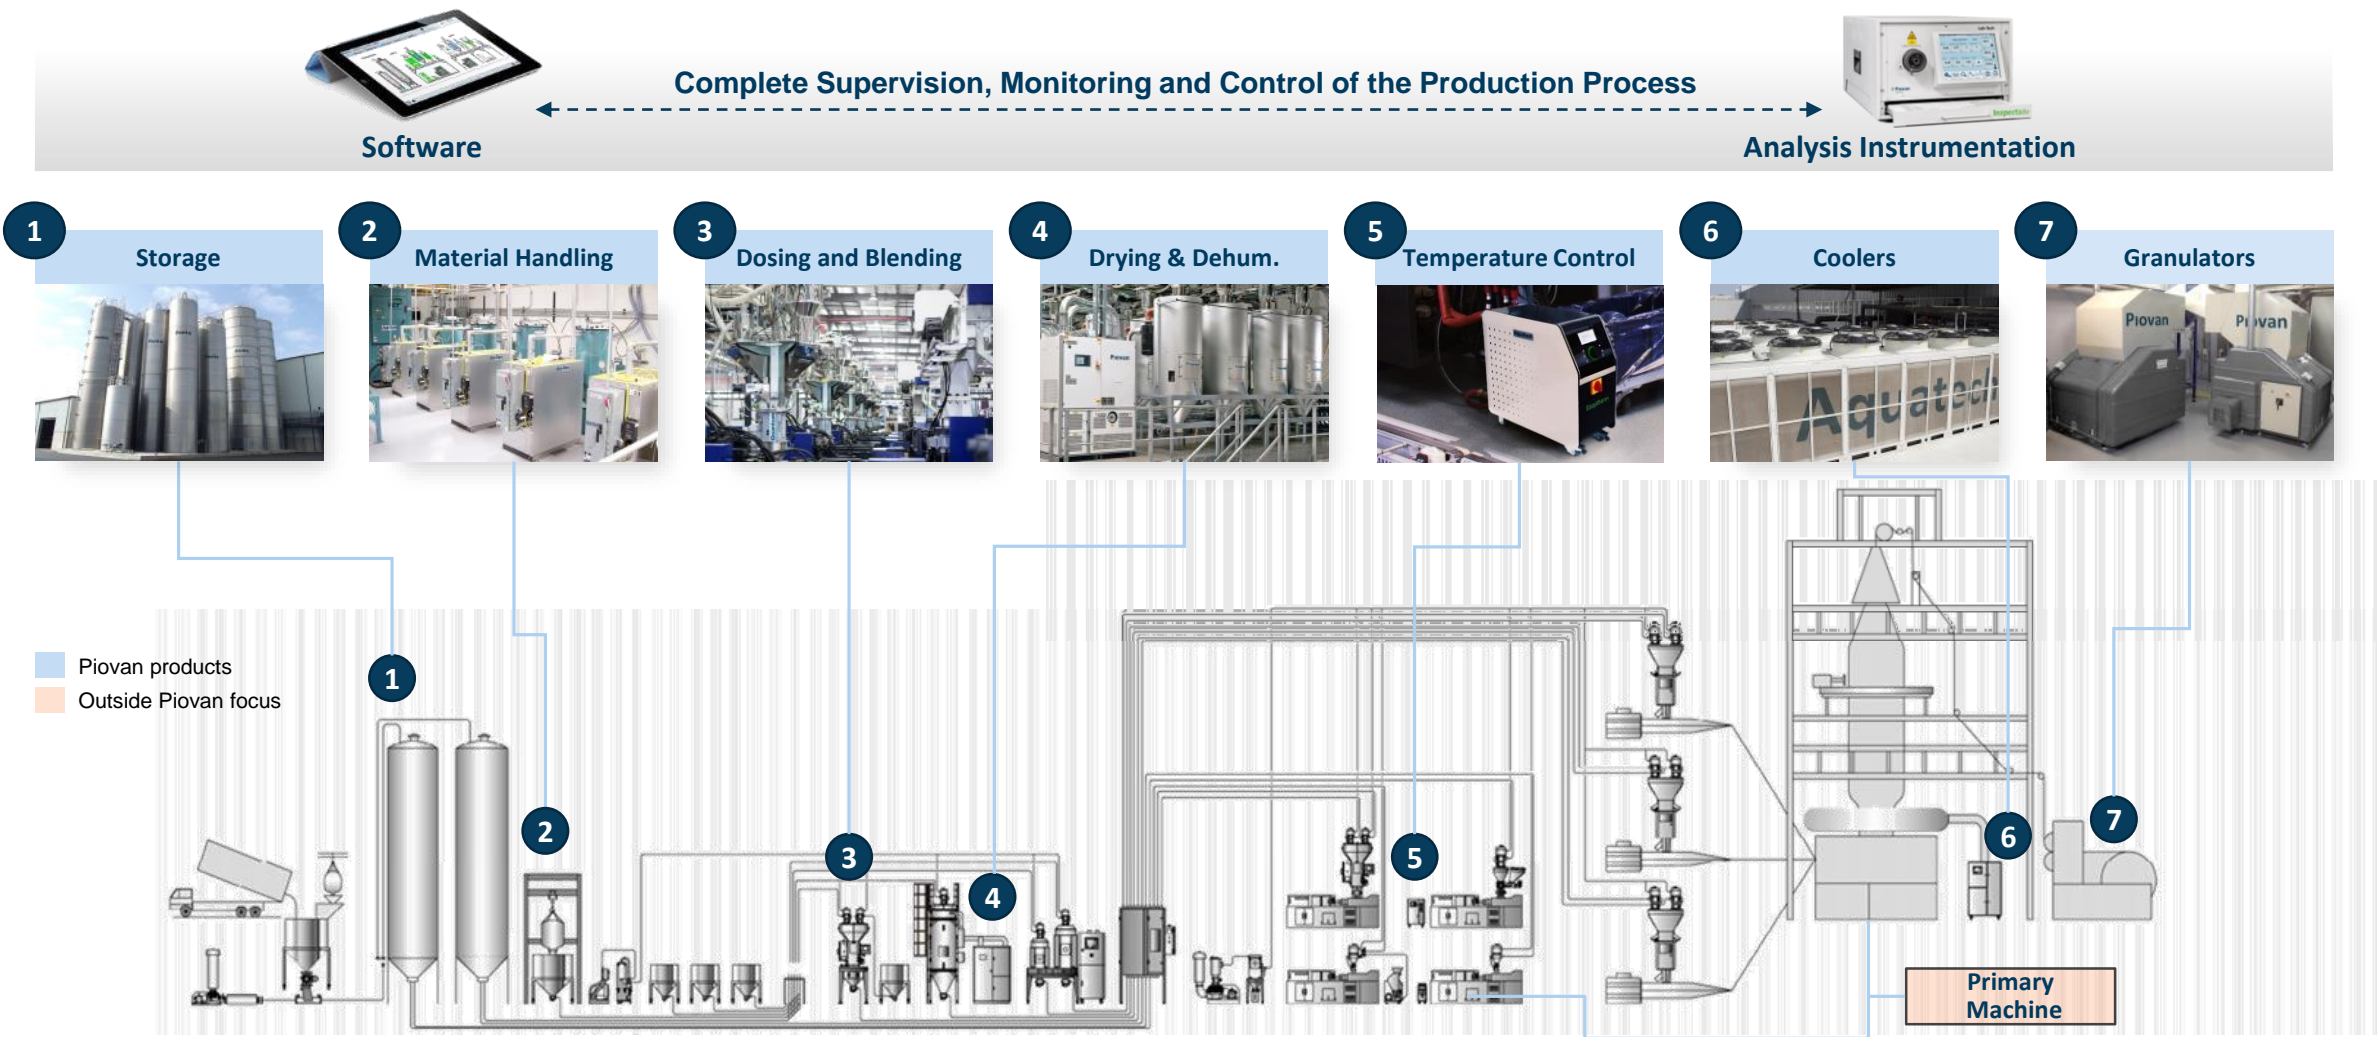 Complete Supervision, Monitoring and Control of the Production Process
Software
Analysis Instrumentation
1
Storage
2
Material Handling
3
Dosing and Blending
4
Drying & Dehum.
5
Temperature Control
6
Coolers
7
Granulators
Piovan
Aquatech
Piovan
Piovan
Piovan products
Outside Piovan focus
1
2
3
4
5
6
7
Primary
Machine